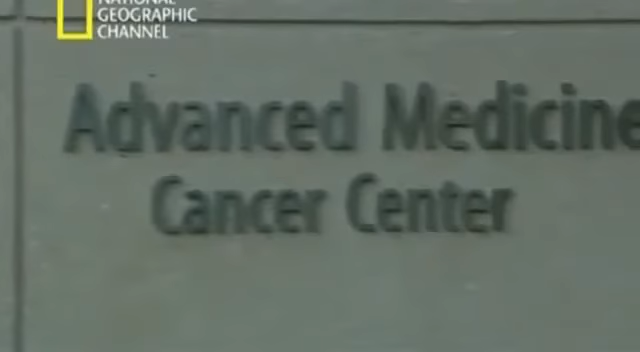 NATIONAL
GEOGRAPHIC
CHANNEL
Advanced Medicine
Cancer Center